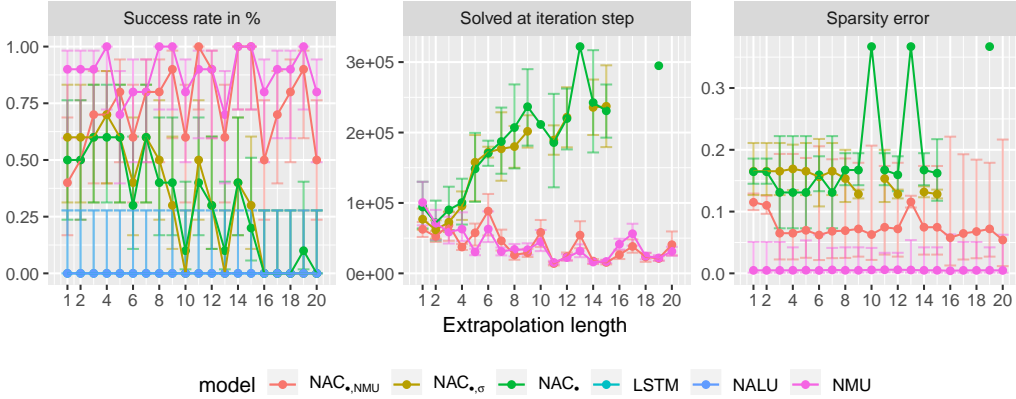 Success rate in %
Solved at iteration step
Sparsity error
1.00
0.75
0.50
0.25
0.00
3e+05
2e+05
1e+05
0e+00
0.3
0.2
0.1
0.0
1 2 4 6 8 10 12 14 16 18 20
1 2 4 6 8 10 12 14 16 18 20
1 2 4 6 8 10 12 14 16 18 20
Extrapolation length
model NAC•,NMU NAC•,σ NAC• LSTM NALU NMU